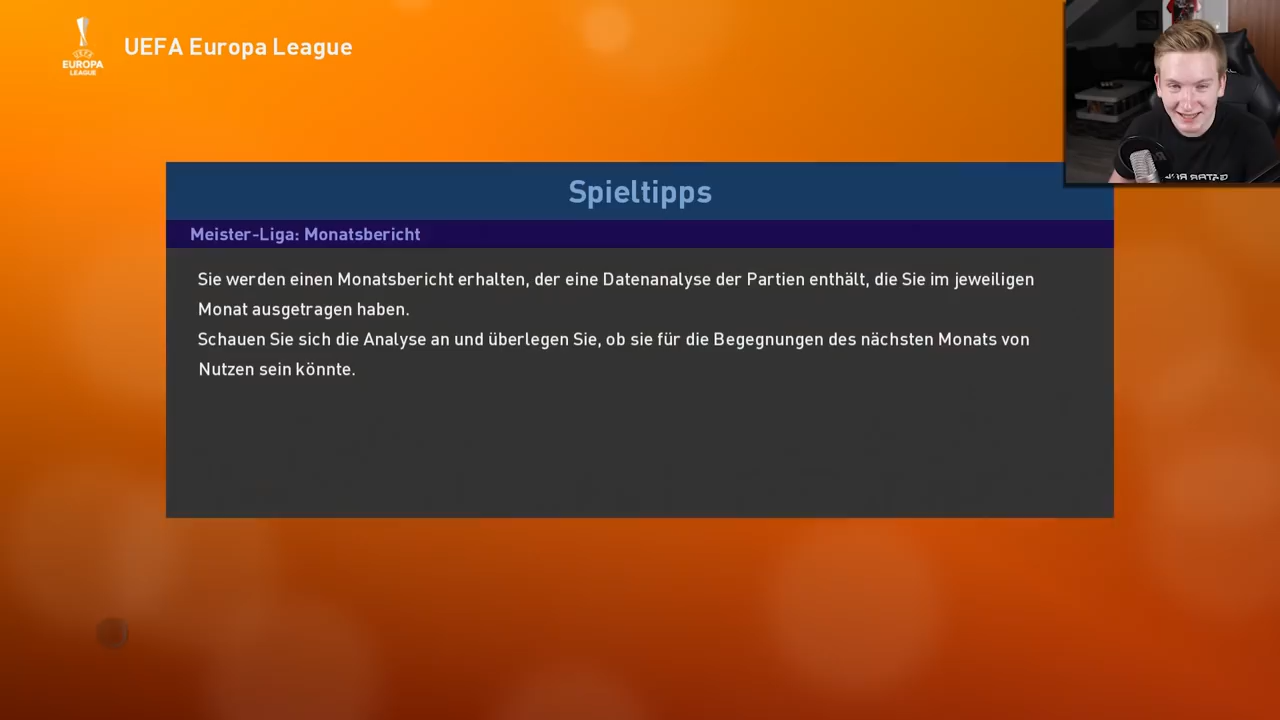 UEFA Europa League
UEFA
EUROPA
LEAGUE
Spieltipps
Meister-Liga: Monatsbericht
Sie werden einen Monatsbericht erhalten, der eine Datenanalyse der Partien enthält, die Sie im jeweiligen
Monat ausgetragen haben.
Schauen Sie sich die Analyse an und überlegen Sie, ob sie für die Begegnungen des nächsten Monats von
Nutzen sein könnte.